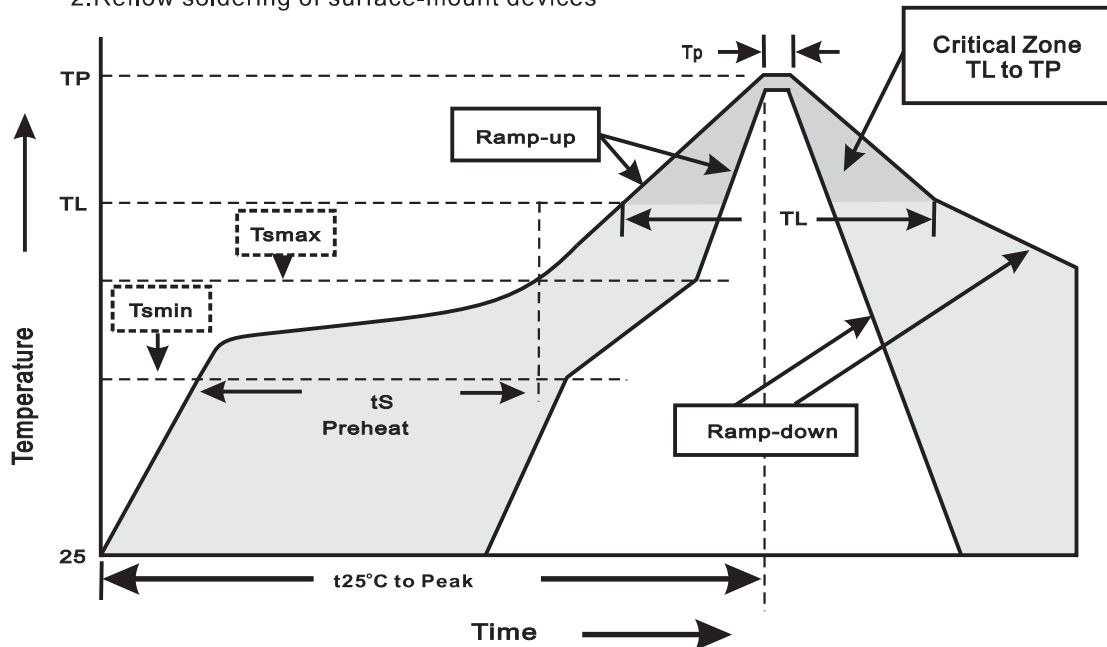 2.Reflow soldering of surface-mount devices
Tp
Critical Zone
TL to TP
TP
Ramp-up
TL
TL
Tsmax
Tsmin
tS
Preheat
Ramp-down
Temperature
25
t25°C to Peak
Time